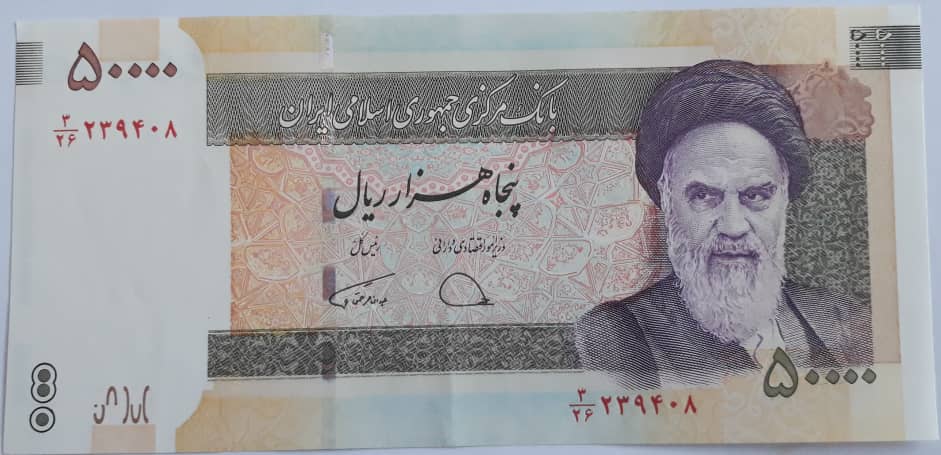 ۵۰۰۰۰
۳/۲۶ ۲۳۹۴۰۸
بانک مرکزی جمهوری اسلامی ایران
پنجاه هزار ریال
وزیر امور اقتصادی و دارائی
رئیس کل
۵۰۰۰۰
۳/۲۶ ۲۳۹۴۰۸